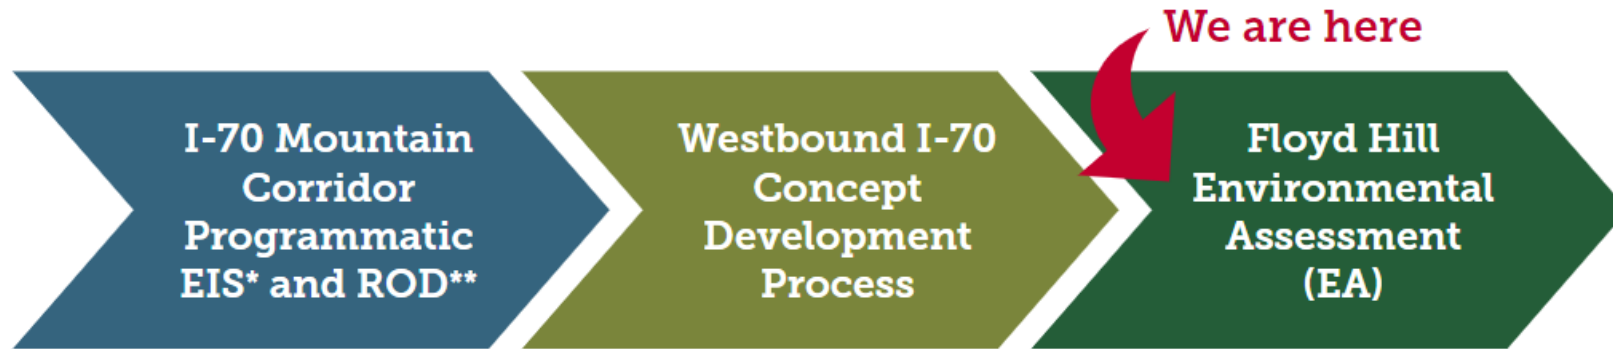 We are here
I-70 Mountain
Corridor
Programmatic
EIS* and ROD**
Westbound I-70
Concept
Development
Process
Floyd Hill
Environmental
Assessment
(EA)